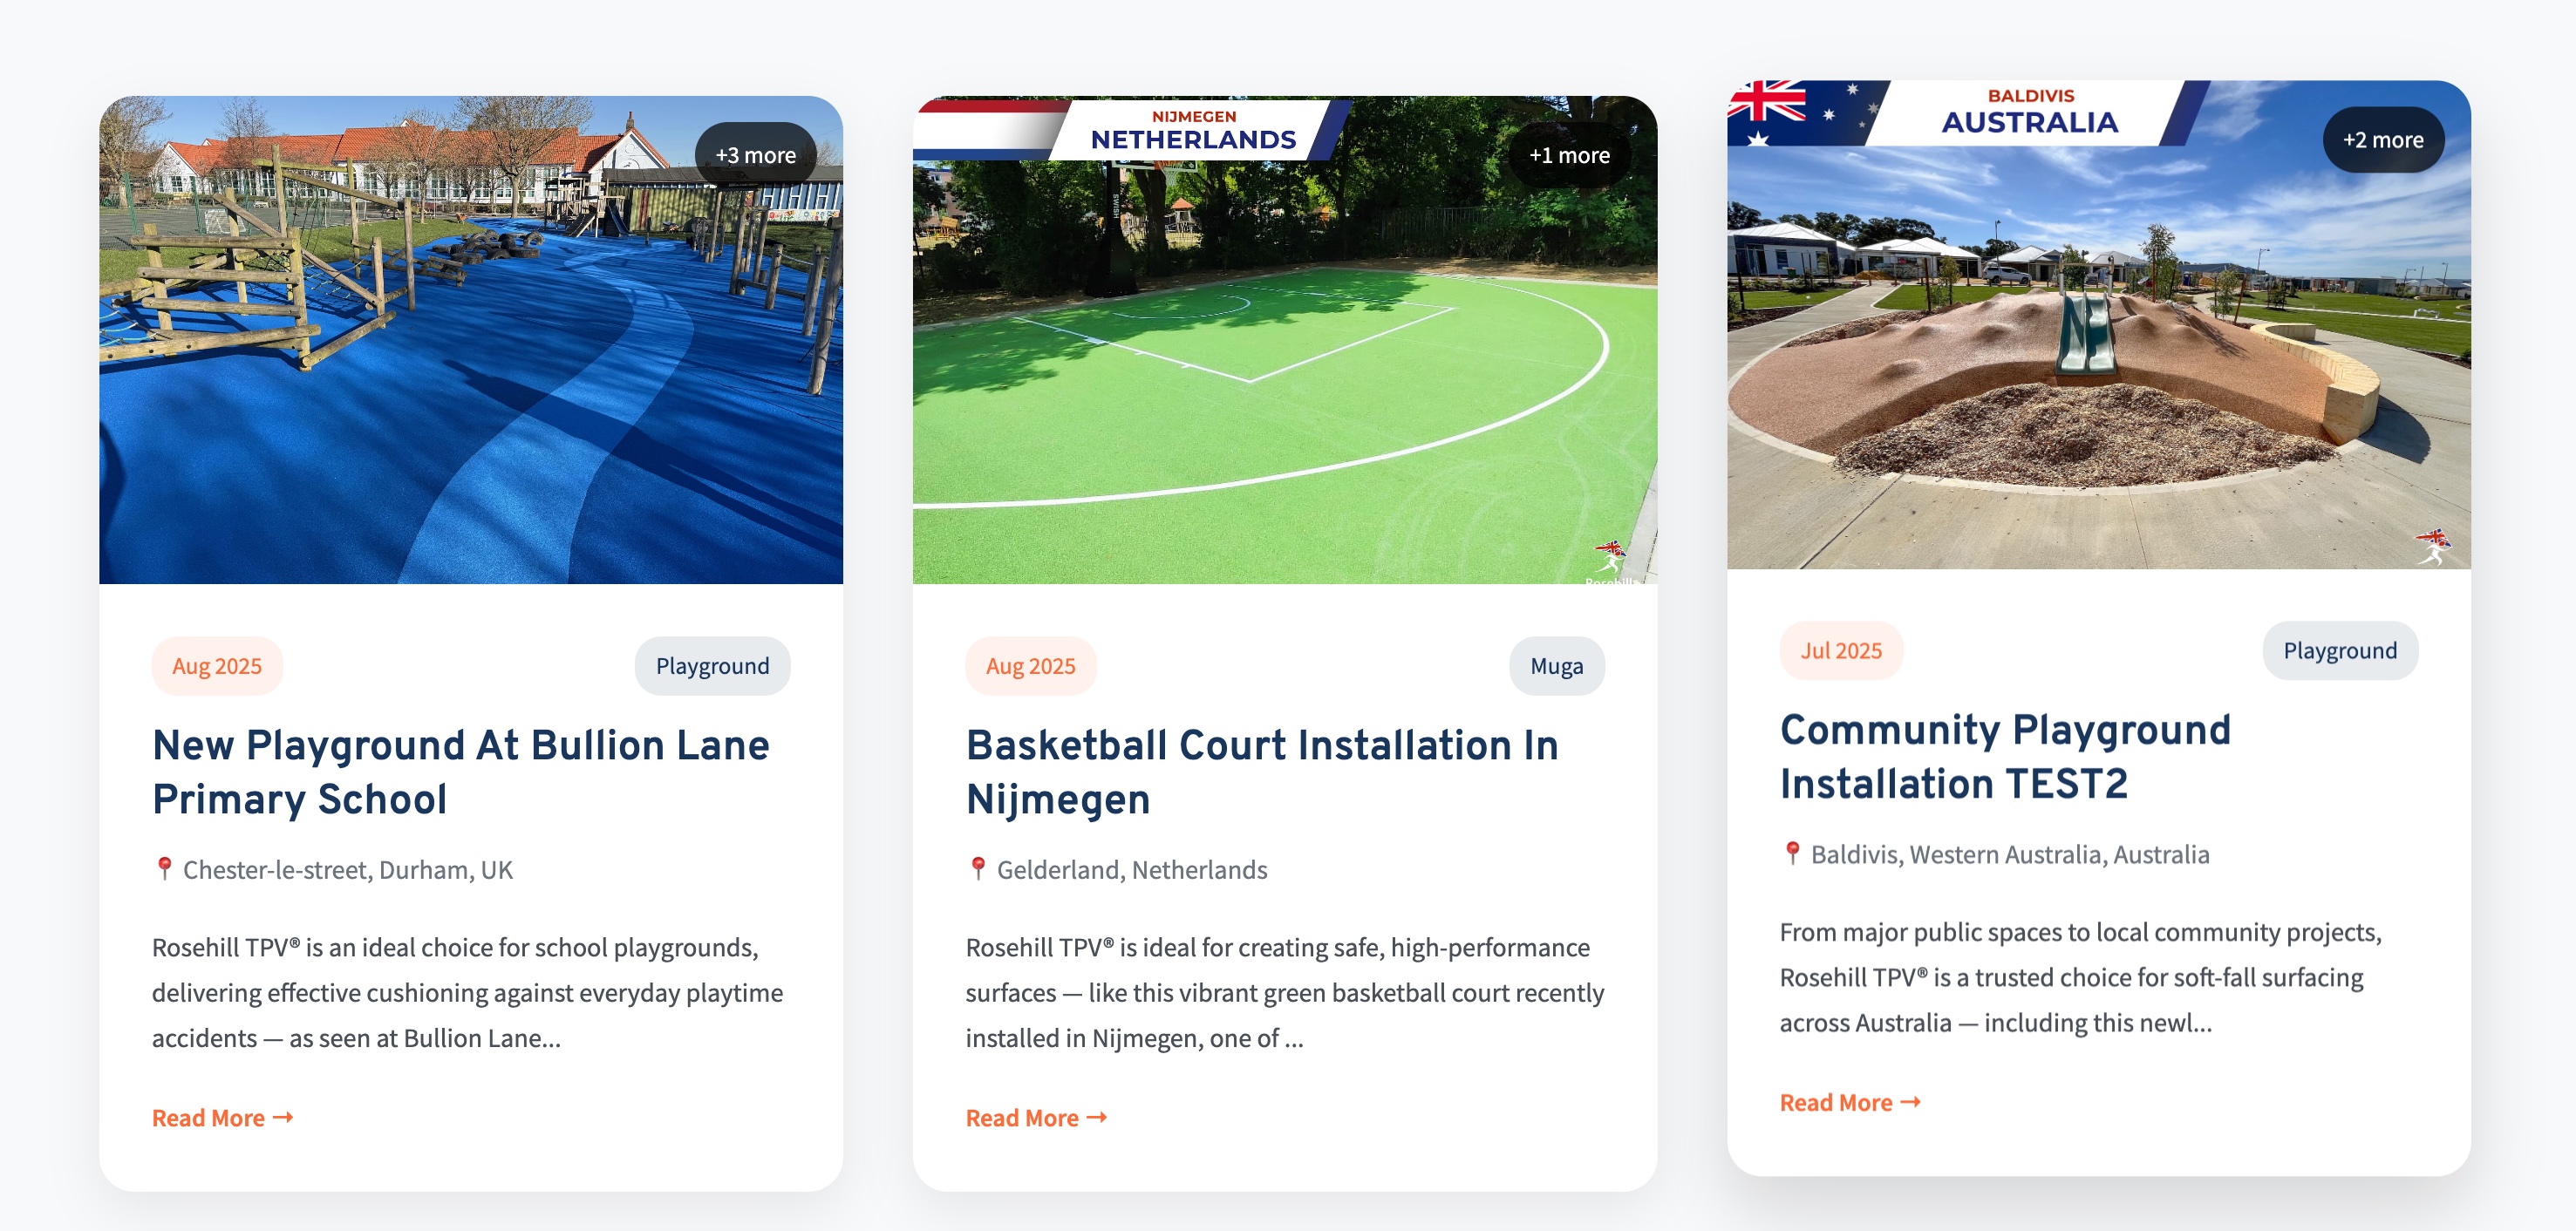 +3 more
Aug 2025
Playground
New Playground At Bullion Lane
Primary School
Chester-le-street, Durham, UK
Rosehill TPV® is an ideal choice for school playgrounds,
delivering effective cushioning against everyday playtime
accidents — as seen at Bullion Lane...
Read More →
NIJMEGEN
NETHERLANDS
+1 more
SWISH
Aug 2025
Muga
Basketball Court Installation In
Nijmegen
Gelderland, Netherlands
Rosehill TPV® is ideal for creating safe, high-performance
surfaces — like this vibrant green basketball court recently
installed in Nijmegen, one of ...
Read More →
BALDIVIS
AUSTRALIA
+2 more
Jul 2025
Playground
Community Playground
Installation TEST2
Baldivis, Western Australia, Australia
From major public spaces to local community projects,
Rosehill TPV® is a trusted choice for soft-fall surfacing
across Australia — including this newl...
Read More →